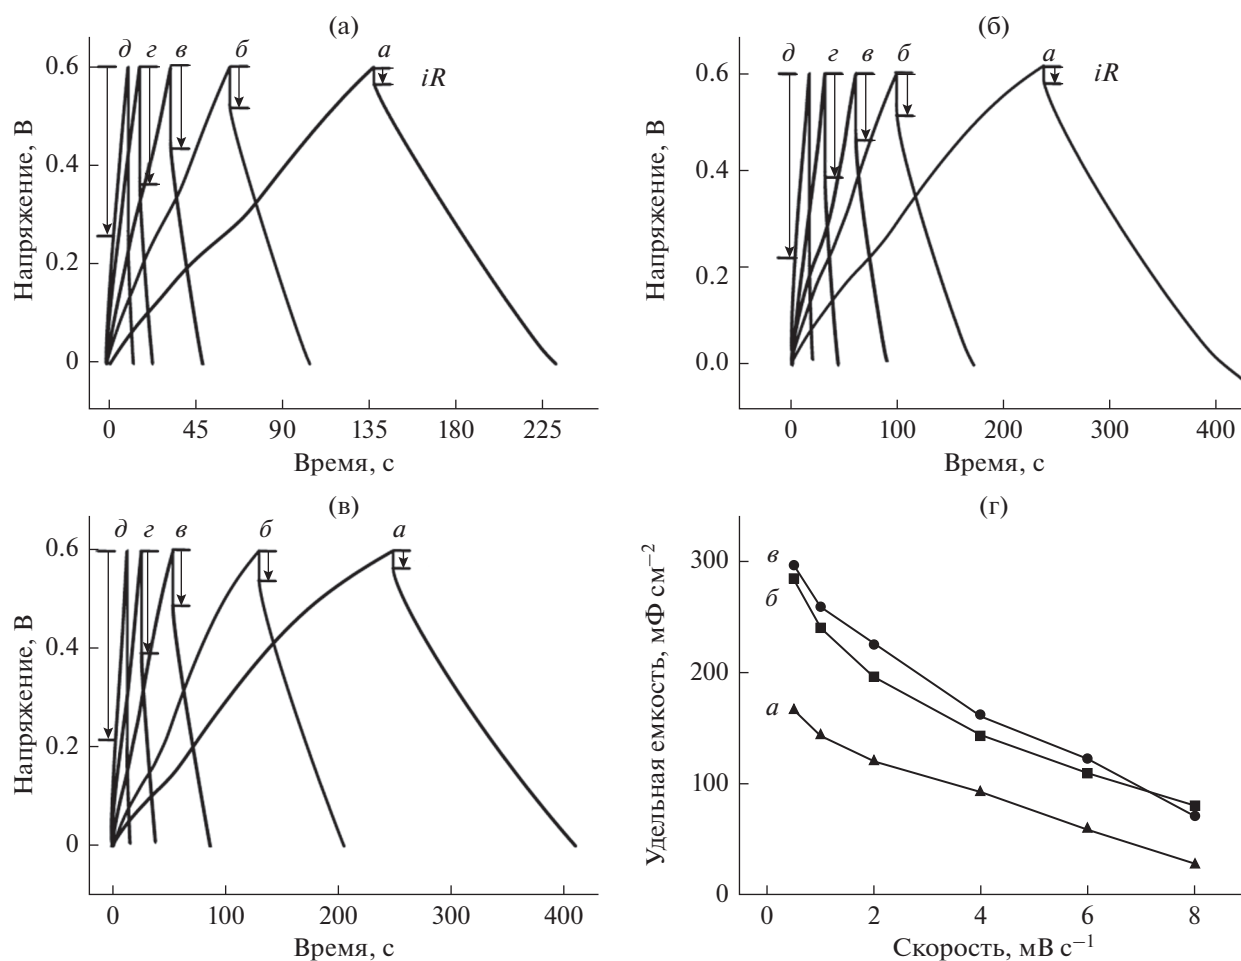 (а)
д г в б а
iR
0.6
0.4
0.2
0
Напряжение, В
0 45 90 135 180 225
Время, с
(б)
д г в б а
iR
0.6
0.4
0.2
0.0
Напряжение, В
0 100 200 300 400
Время, с
(в)
д г в б а
0.6
0.4
0.2
0
Напряжение, В
0 100 200 300 400
Время, с
(г)
в
б
а
300
200
100
0
Удельная емкость, мФ см⁻²
0 2 4 6 8
Скорость, мВ с⁻¹